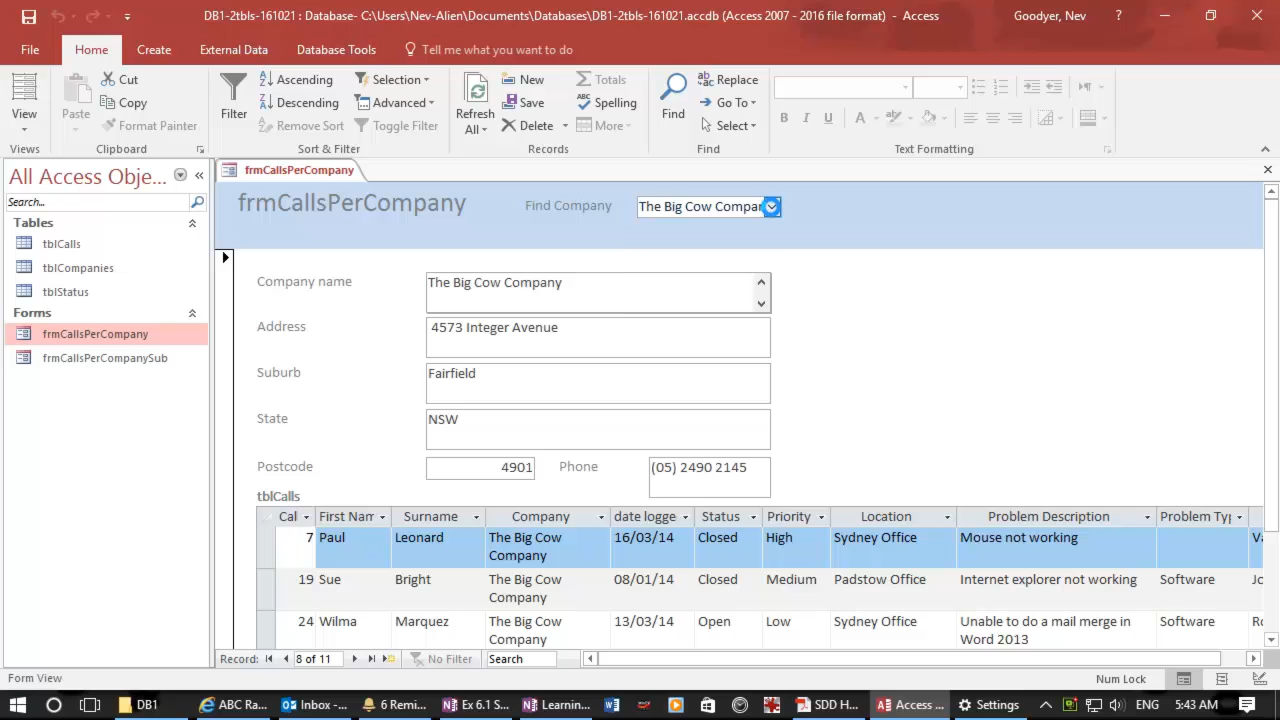 DB1-2tbls-161021 : Database- C:\Users\Nev-Alien\Documents\Databases\DB1-2tbls-161021.accdb (Access 2007 - 2016 file format) - Access
Goodyer, Nev
?
File Home Create External Data Database Tools Tell me what you want to do
View
Views
Paste
Cut
Copy
Format Painter
Clipboard
Filter
Ascending
Descending
Remove Sort
Selection
Advanced
Toggle Filter
Sort & Filter
Refresh All
New
Save
Delete
Totals
Spelling
More
Records
Find
Replace
Go To
Select
Find
B I U A
Text Formatting
All Access Obje...
Search...
Tables
tblCalls
tblCompanies
tblStatus
Forms
frmCallsPerCompany
frmCallsPerCompanySub
frmCallsPerCompany
frmCallsPerCompany
Find Company The Big Cow Compar
Company name The Big Cow Company
Address 4573 Integer Avenue
Suburb Fairfield
State NSW
Postcode 4901 Phone (05) 2490 2145
tblCalls
Cal First Nam Surname Company date logge Status Priority Location Problem Description Problem Ty
7 Paul Leonard The Big Cow Company 16/03/14 Closed High Sydney Office Mouse not working
19 Sue Bright The Big Cow Company 08/01/14 Closed Medium Padstow Office Internet explorer not working Software Jo
24 Wilma Marquez The Big Cow Company 13/03/14 Open Low Sydney Office Unable to do a mail merge in Word 2013 Software
Record: 8 of 11 No Filter Search
Form View
Num Lock
DB1 ABC Ra... Inbox - ... 6 Remi... Ex 6.1 S... Learning... SDD H... Access ... Settings ENG 5:43 AM